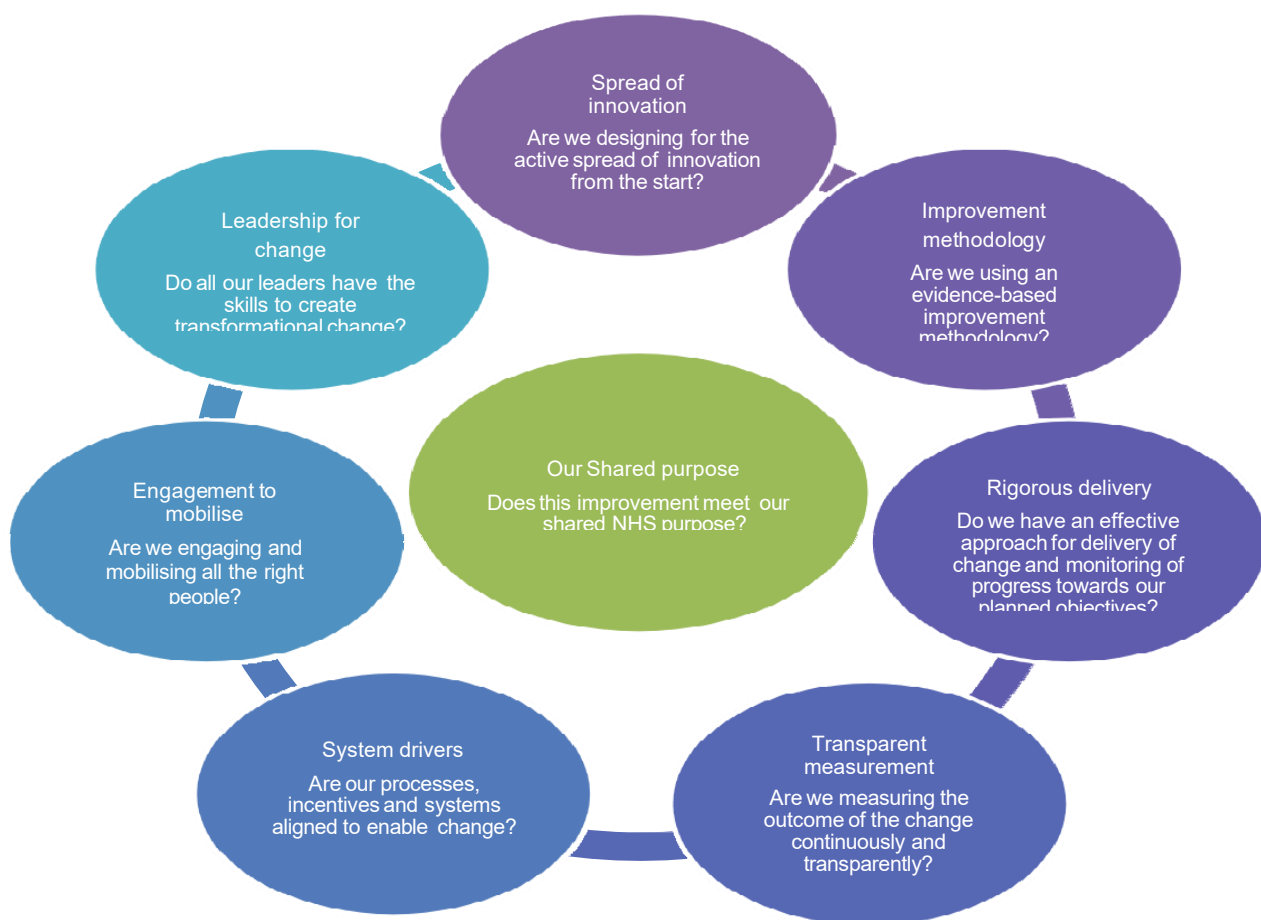 Spread of
innovation
Are we designing for the
active spread of innovation
from the start?
Improvement
methodology
Are we using an
evidence-based
improvement
methodology?
Rigorous delivery
Do we have an effective
approach for delivery of
change and monitoring of
progress towards our
planned objectives?
Transparent
measurement
Are we measuring the
outcome of the change
continuously and
transparently?
System drivers
Are our processes,
incentives and systems
aligned to enable change?
Engagement to
mobilise
Are we engaging and
mobilising all the right
people?
Leadership for
change
Do all our leaders have the
skills to create
transformational change?
Our Shared purpose
Does this improvement meet our
shared NHS purpose?